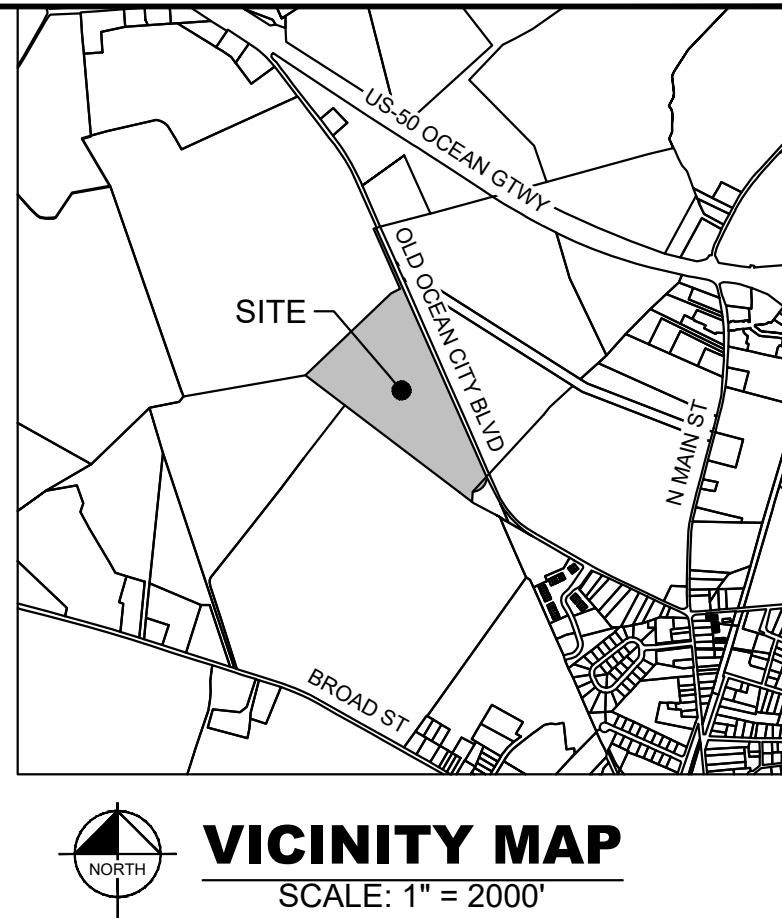 US-50 OCEAN GTWY
OLD OCEAN CITY BLVD
SITE
N MAIN ST
BROAD ST
NORTH
VICINITY MAP
SCALE: 1" = 2000'